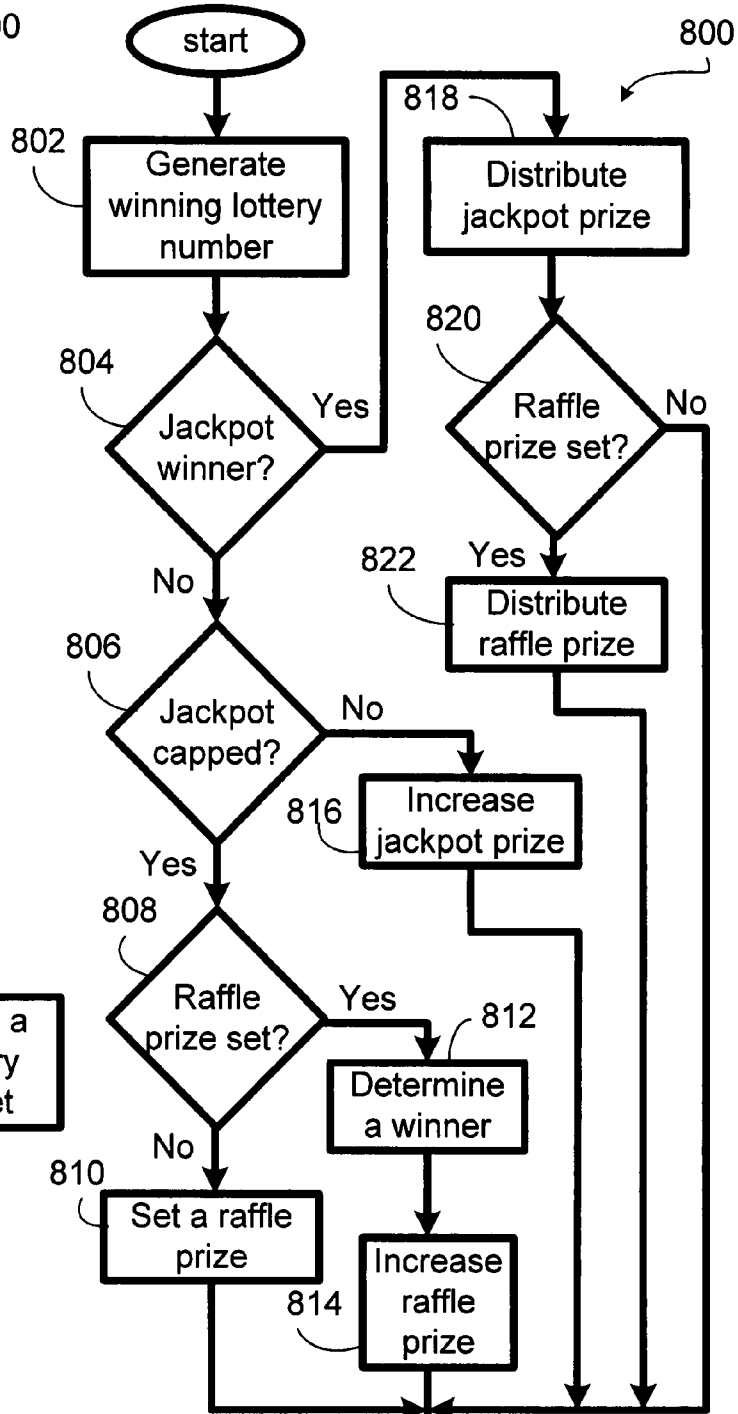 start
800
802
Generate
winning lottery
number
804
Jackpot
winner?
Yes
No
818
Distribute
jackpot prize
820
Raffle
prize set?
No
Yes
822
Distribute
raffle prize
806
Jackpot
capped?
No
Yes
816
Increase
jackpot prize
808
Raffle
prize set?
Yes
No
812
Determine
a winner
810
Set a raffle
prize
814
Increase
raffle
prize
a